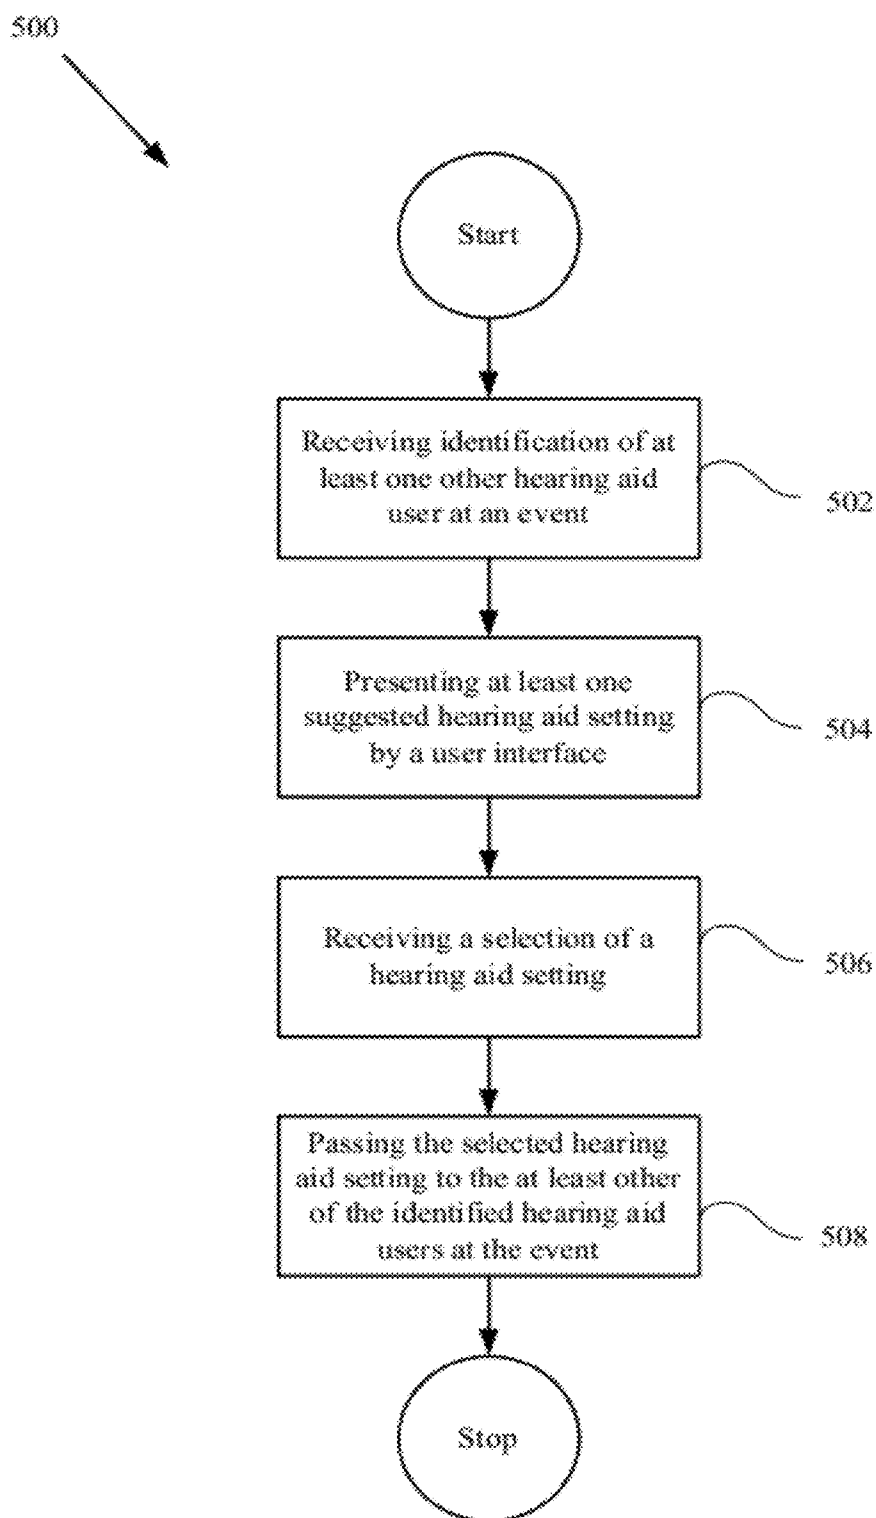 500
Start
Receiving identification of at
least one other hearing aid
user at an event
502
Presenting at least one
suggested hearing aid setting
by a user interface
504
Receiving a selection of a
hearing aid setting
506
Passing the selected hearing
aid setting to the at least other
of the identified hearing aid
users at the event
508
Stop